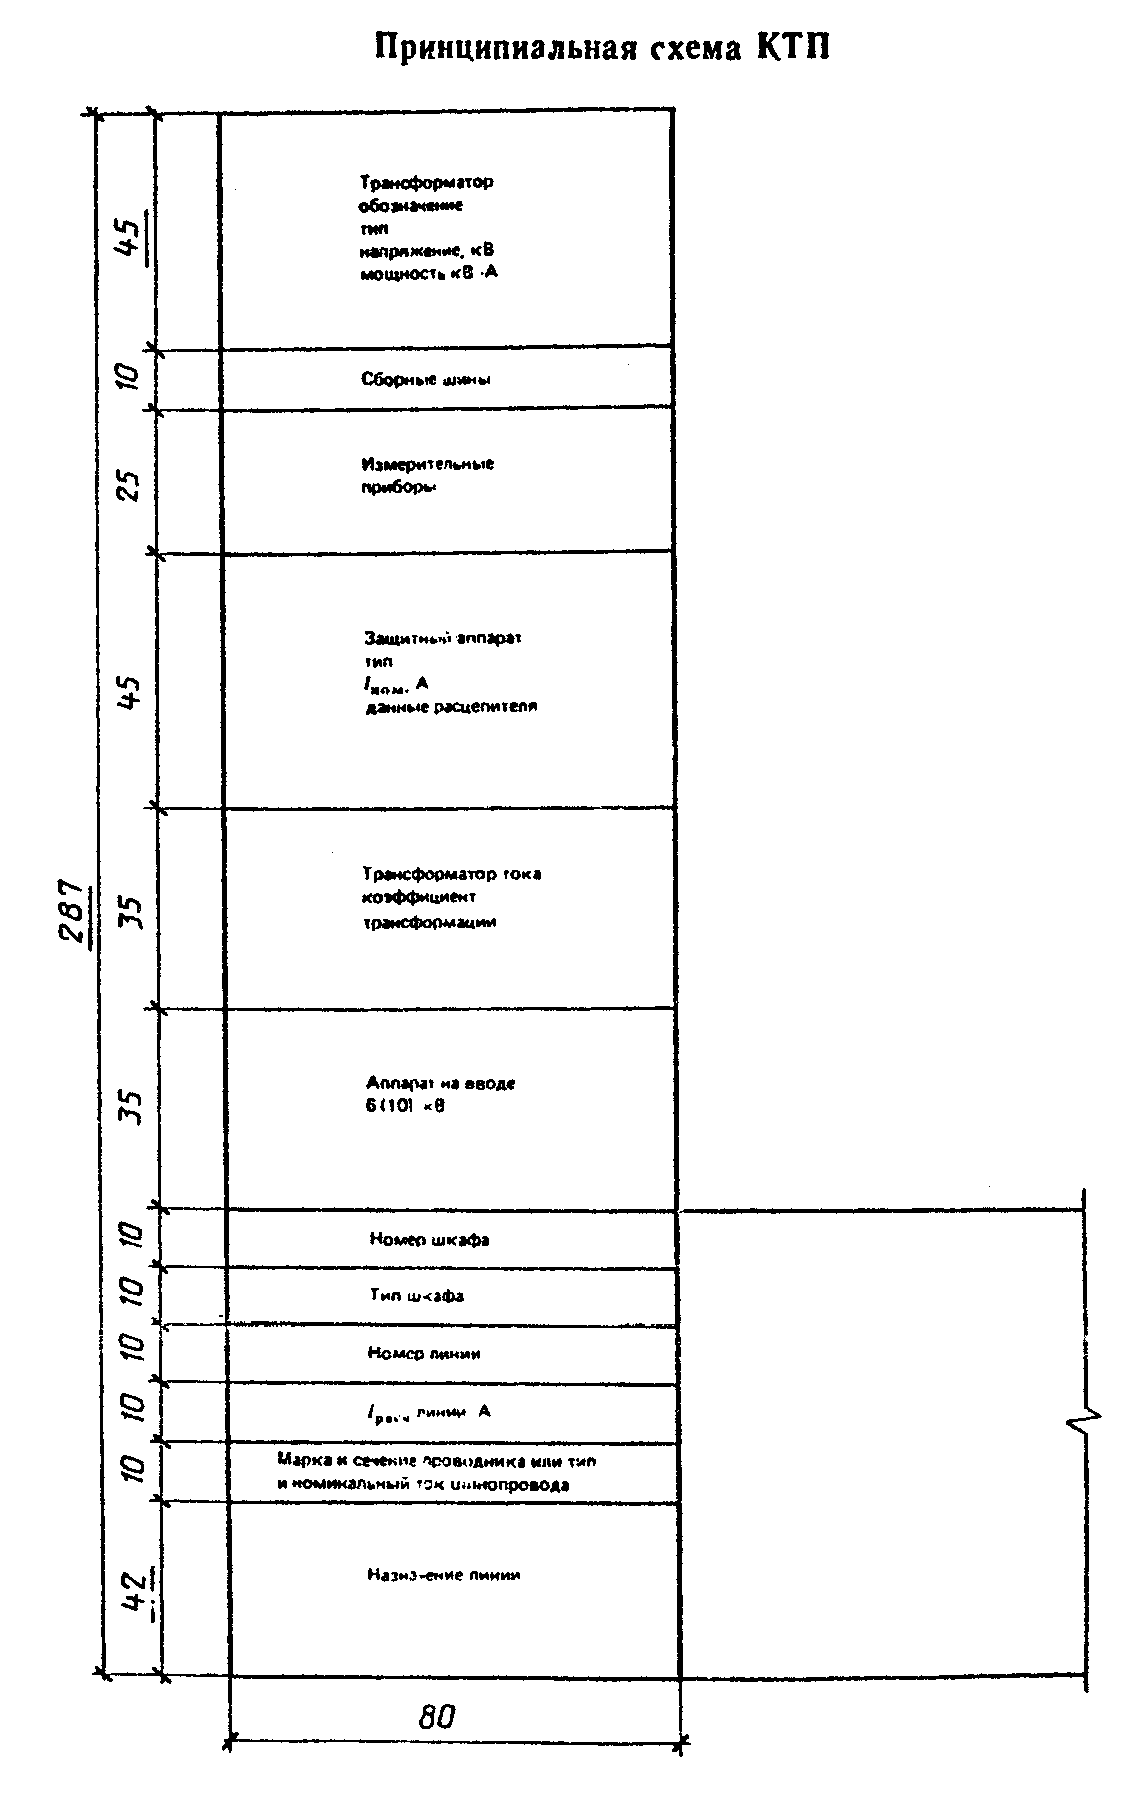 Принципиальная схема КТП
45
Трансформатор
обозначение
тип
напряжение, кВ
мощность кВ·А
10
Сборные шины
25
Измерительные
приборы
45
Защитный аппарат
тип
Iном, А
данные расцепителя
287
35
Трансформатор тока
коэффициент
трансформации
35
Аппарат на вводе
6(10) кВ
10
Номер шкафа
10
Тип шкафа
10
Номер линии
10
Iрасч линии А
10
Марка и сечение проводника или тип
и номинальный ток шинопровода
42
Назначение линии
80